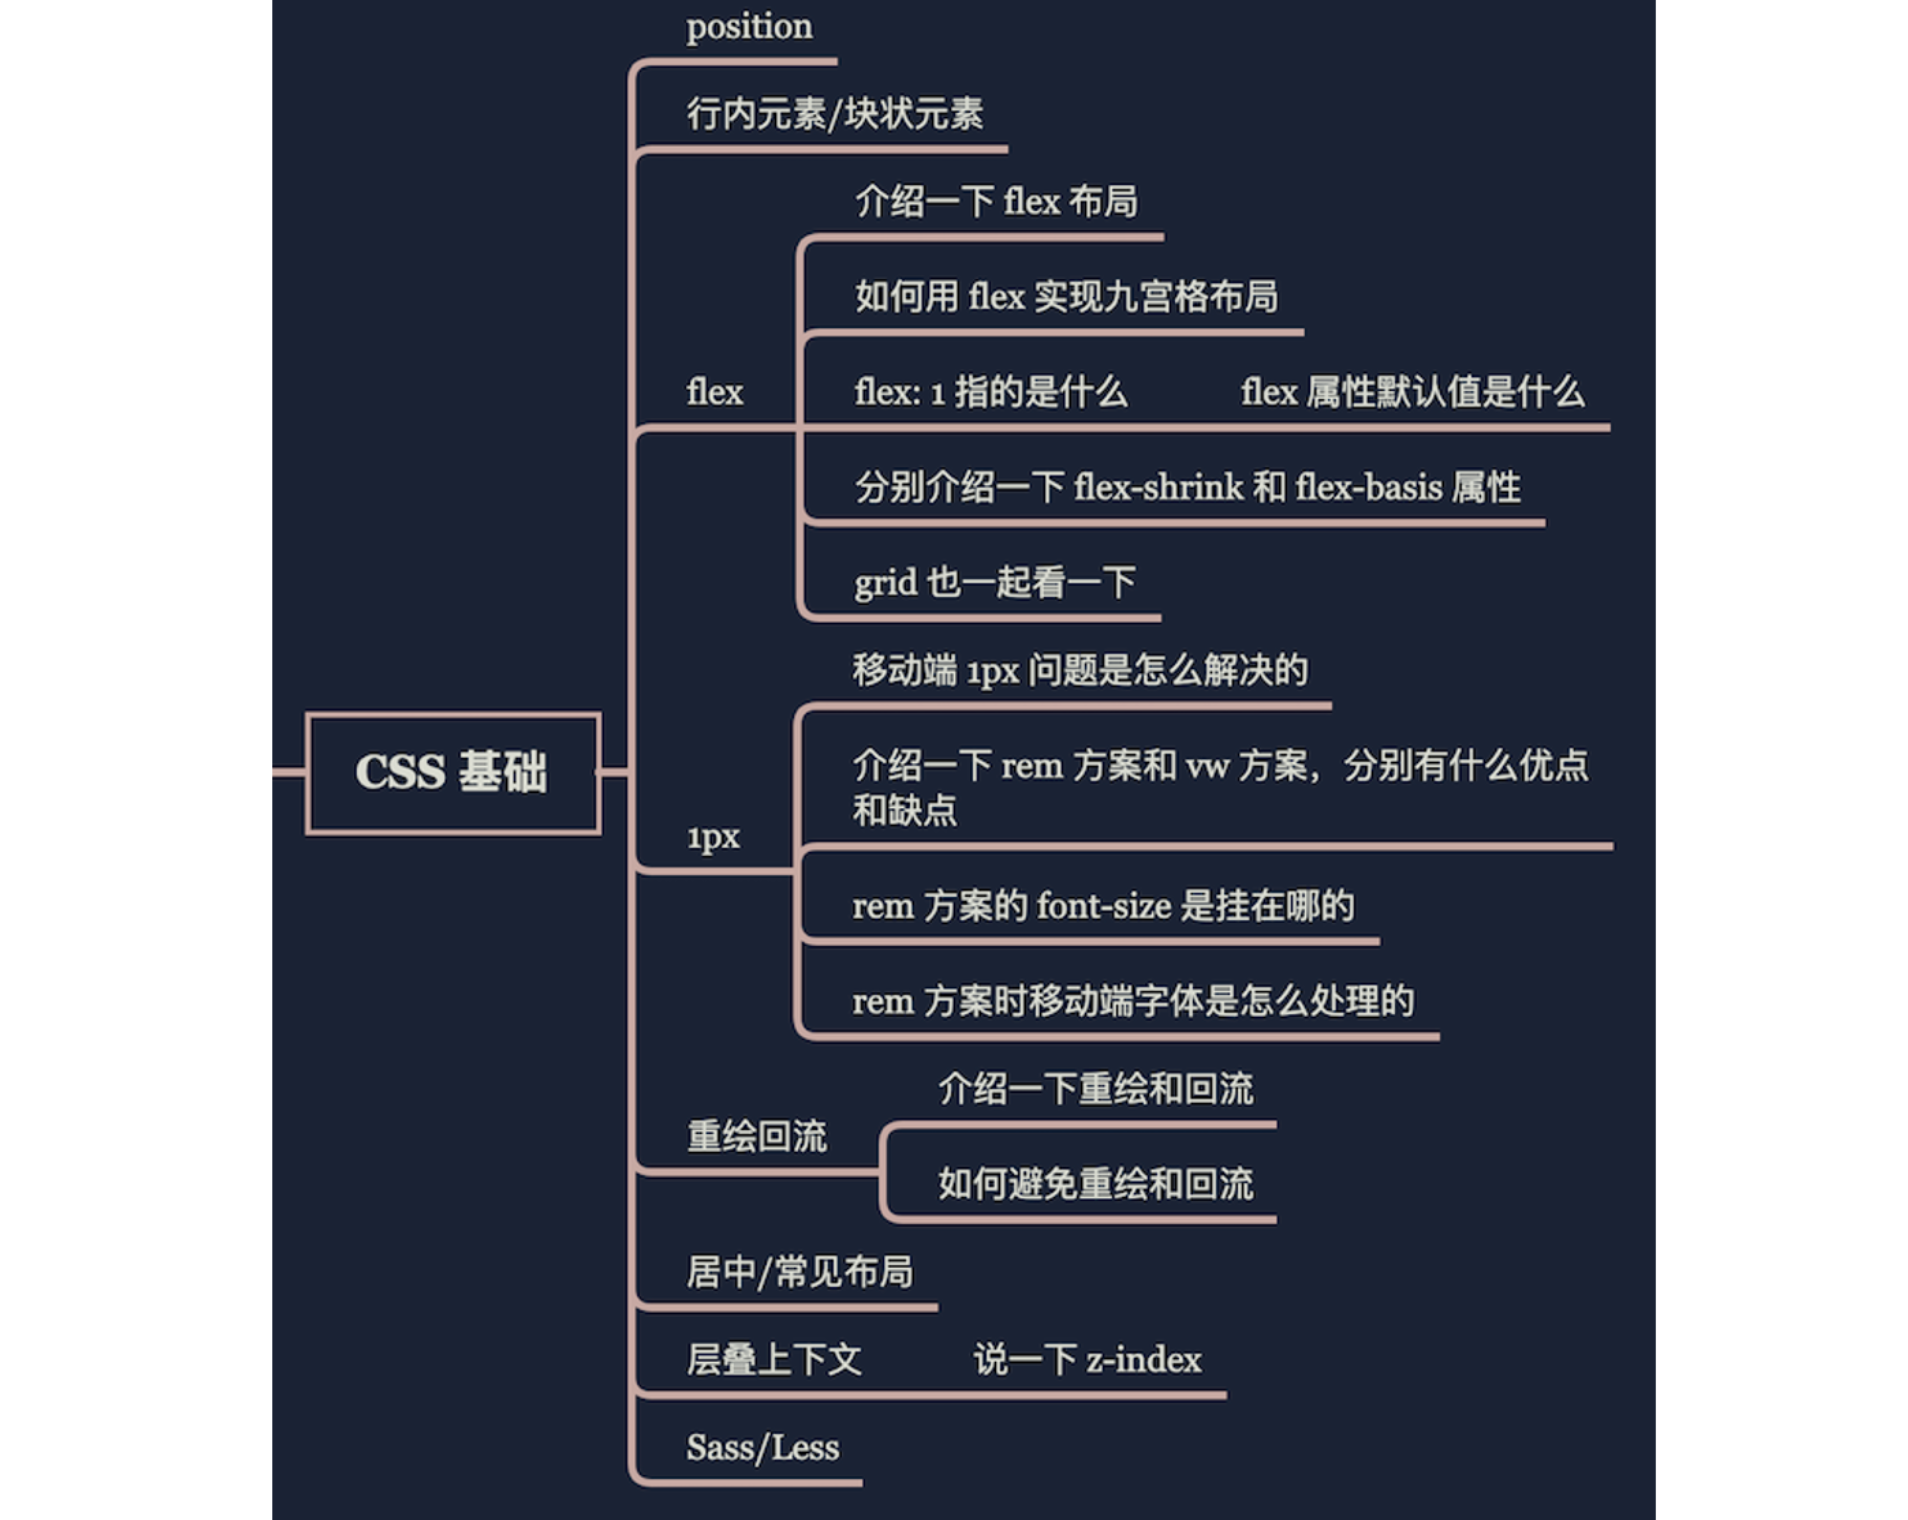 position
行内元素/块状元素
介绍一下 flex 布局
如何用 flex 实现九宫格布局
flex
flex: 1 指的是什么
flex 属性默认值是什么
分别介绍一下 flex-shrink 和 flex-basis 属性
grid 也一起看一下
移动端 1px 问题是怎么解决的
CSS 基础
介绍一下 rem 方案和 vw 方案，分别有什么优点
和缺点
1px
rem 方案的 font-size 是挂在哪的
rem 方案时移动端字体是怎么处理的
介绍一下重绘和回流
重绘回流
如何避免重绘和回流
居中/常见布局
层叠上下文
说一下 z-index
Sass/Less